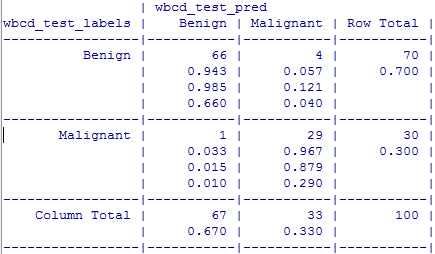 | wbcd_test_pred
wbcd_test_labels | Benign | Malignant | Row Total |
-----------------|-----------|-----------|-----------|
Benign | 66 | 4 | 70 |
| 0.943 | 0.057 | 0.700 |
| 0.985 | 0.121 | |
| 0.660 | 0.040 | |
-----------------|-----------|-----------|-----------|
Malignant | 1 | 29 | 30 |
| 0.033 | 0.967 | 0.300 |
| 0.015 | 0.879 | |
| 0.010 | 0.290 | |
-----------------|-----------|-----------|-----------|
Column Total | 67 | 33 | 100 |
| 0.670 | 0.330 | |
-----------------|-----------|-----------|-----------|